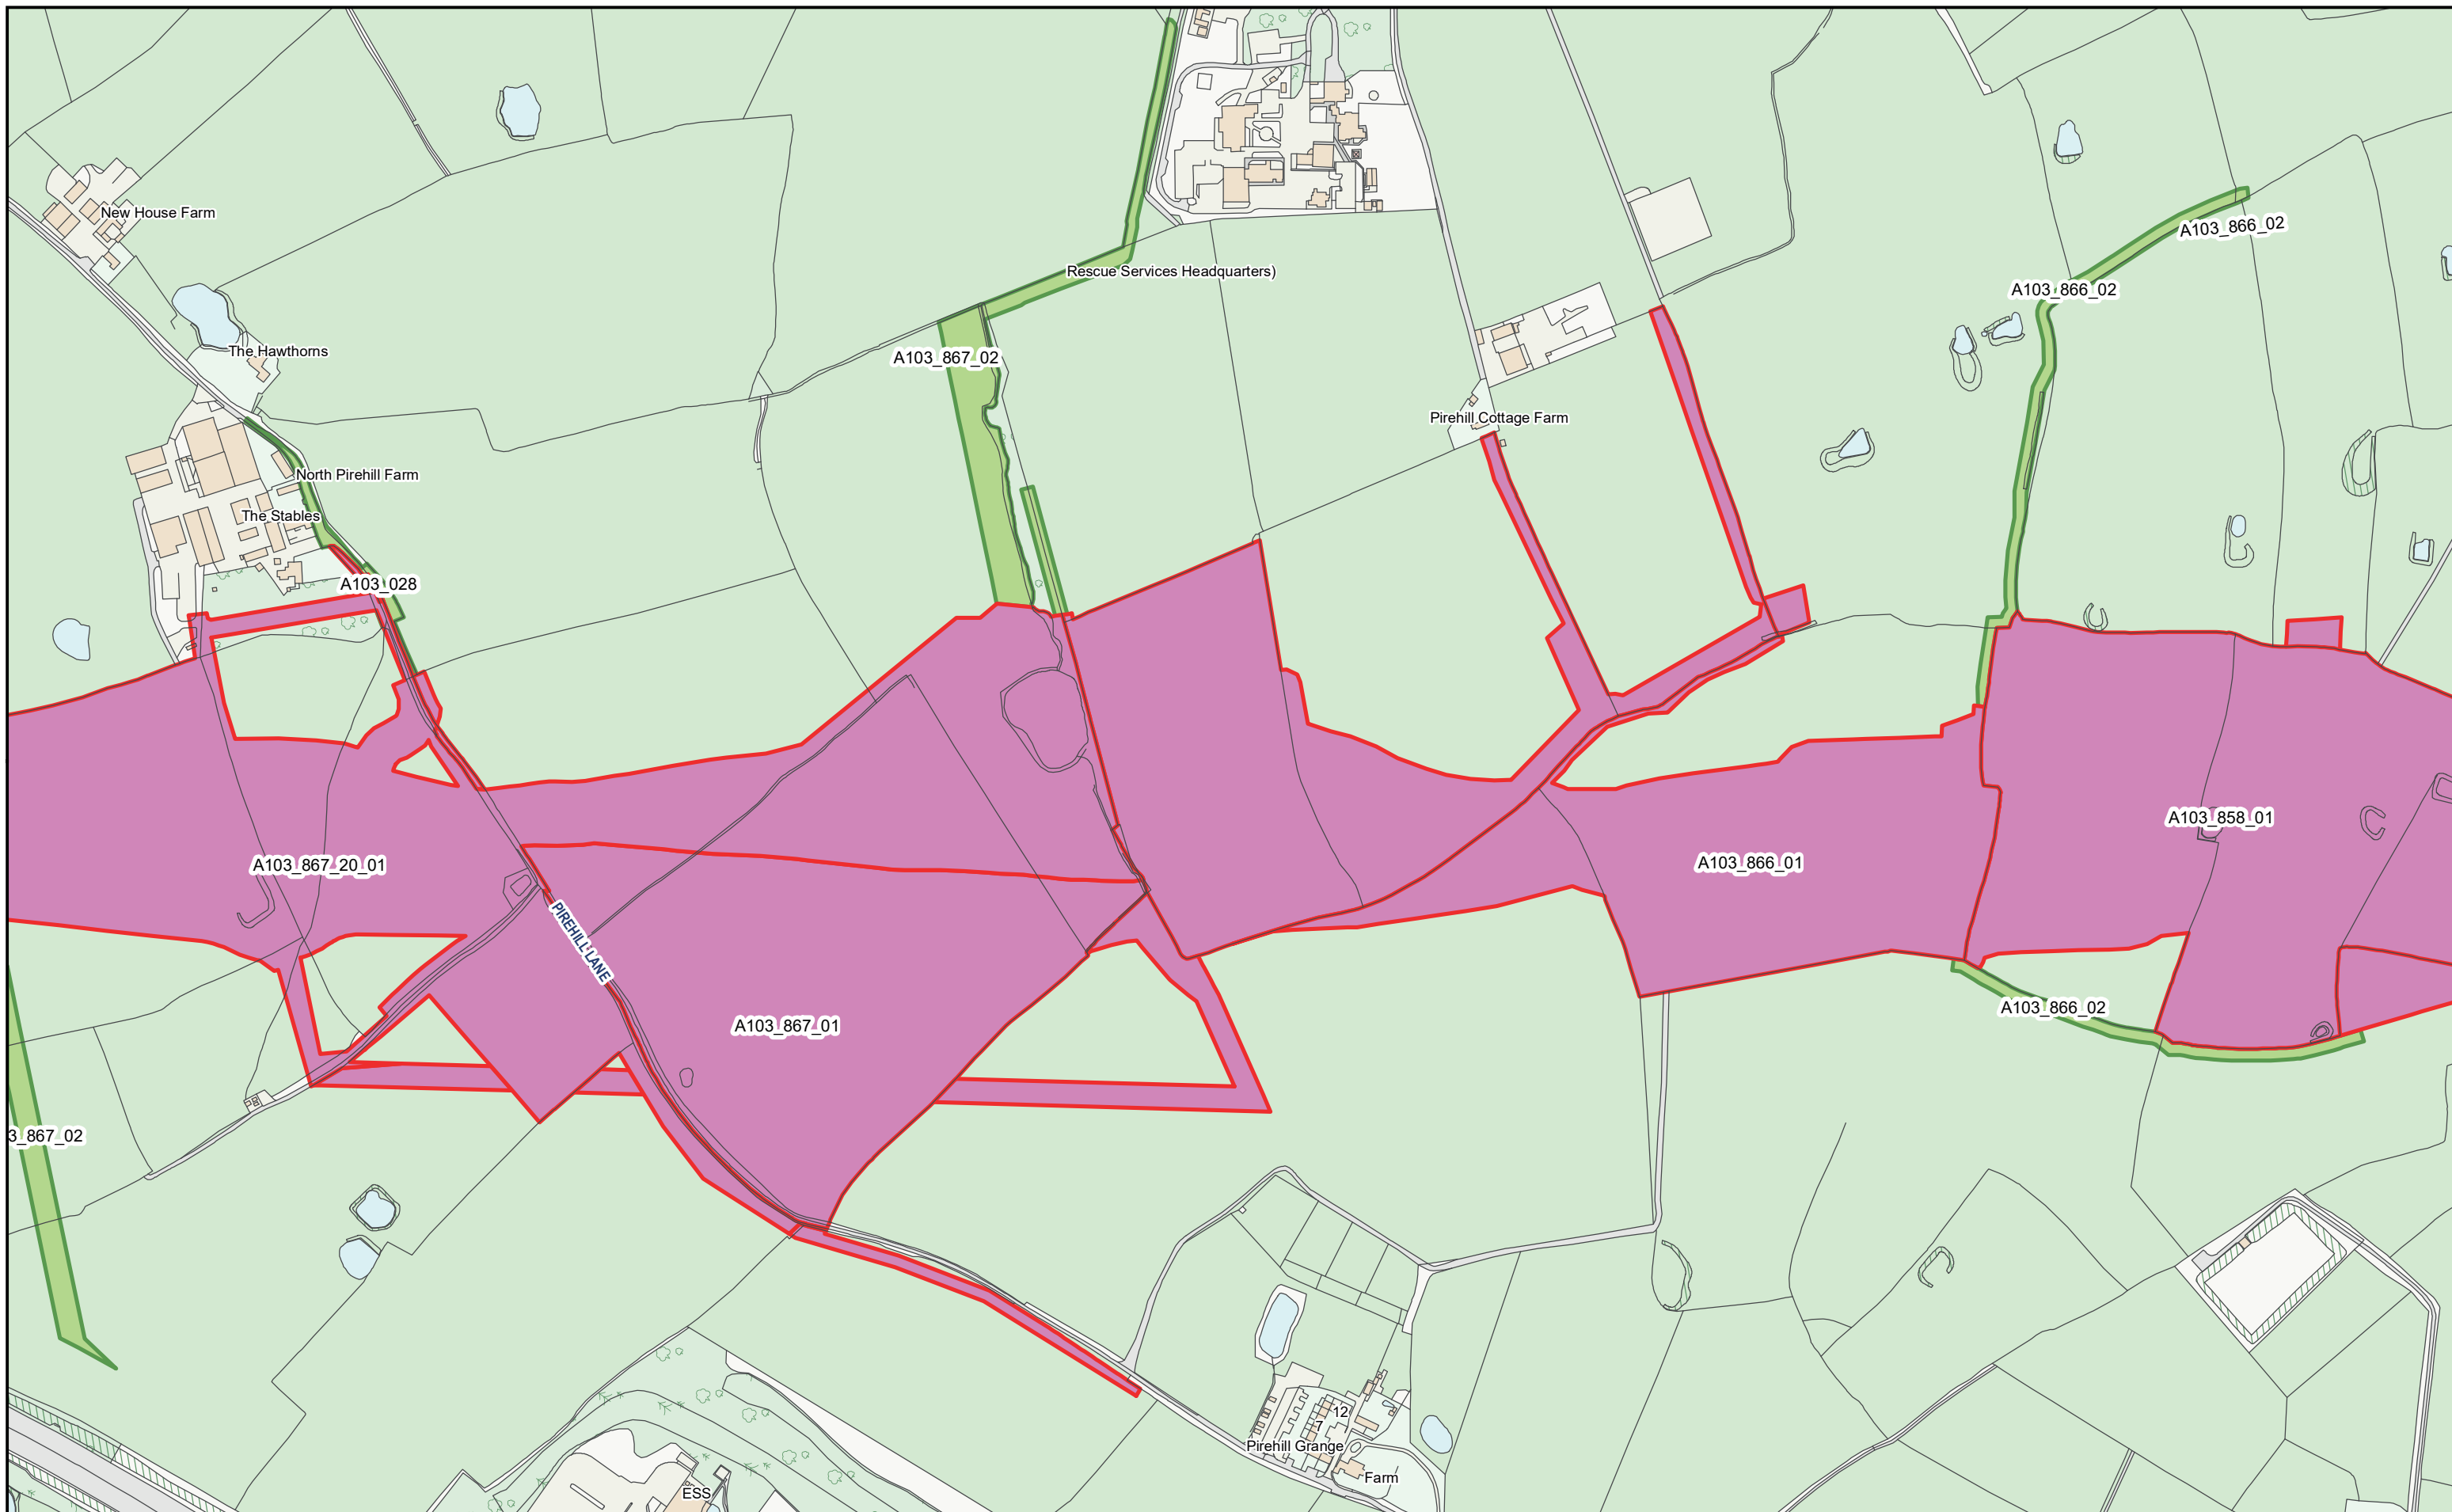 New House Farm
A103_866_02
Rescue Services Headquarters)
A103_866_02
The Hawthorns
A103_867_02
Pirehill Cottage Farm
North Pirehill Farm
The Stables
A103_028
A103_858_01
A103_866_01
A103_867_20_01
PIREHILL LANE
A103_866_02
A103_867_01
3_867_02
12
7
Pirehill Grange
Farm
ESS